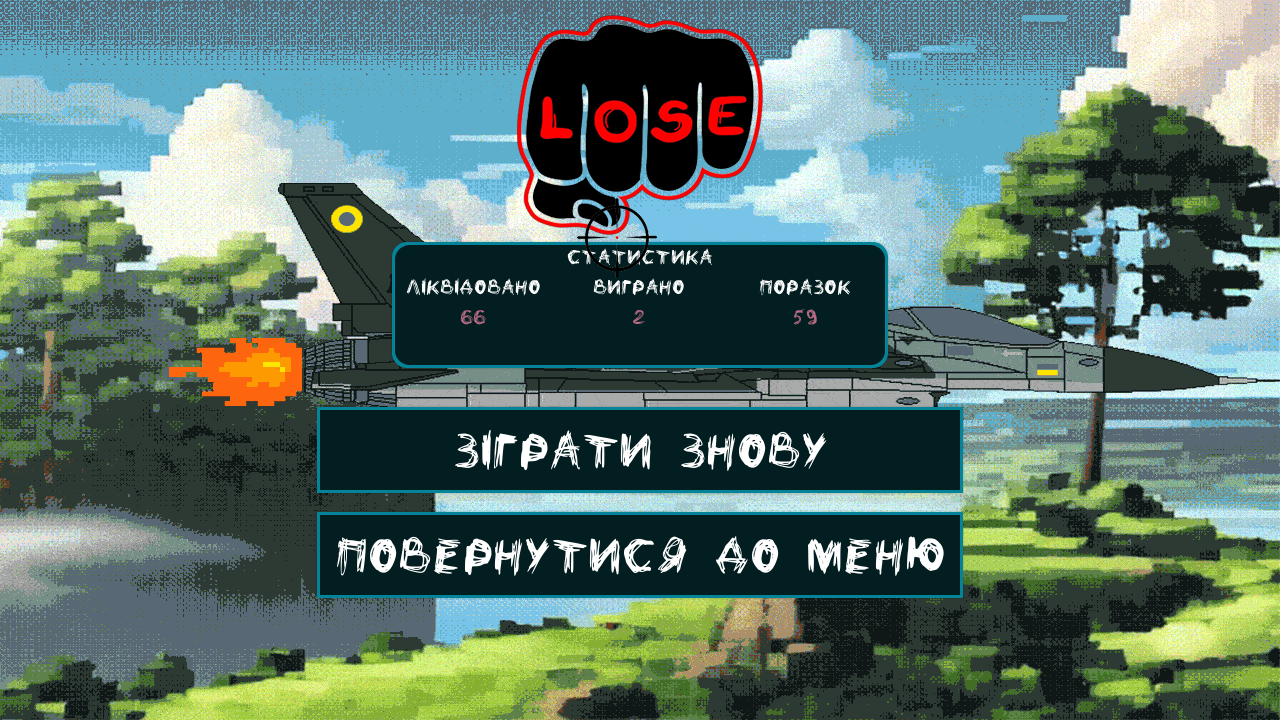 LOSE
СТАТИСТИКА
ЛІКВІДОВАНО ВИГРАНО ПОРАЗОК
66 2 59
ЗІГРАТИ ЗНОВУ
ПОВЕРНУТИСЯ ДО МЕНЮ